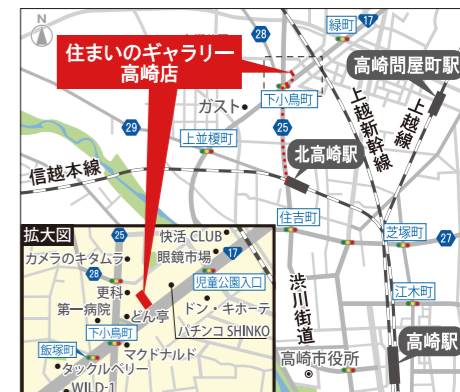 N
28
緑町
17
住まいのギャラリー
高崎店
高崎問屋町駅
下小鳥町
ガスト
上越新幹線
上越線
29
上並榎町
25
北高崎駅
信越本線
住吉町
芝塚町
27
渋川街道
江木町
高崎駅
高崎市役所
拡大図
25
快活 CLUB
眼鏡市場
17
カメラのキタムラ
28
児童公園入口
更科
第一病院
どん亭
ドン・キホーテ
パチンコ SHINKO
下小鳥町
飯塚町
マクドナルド
タックルベリー
WILD-1